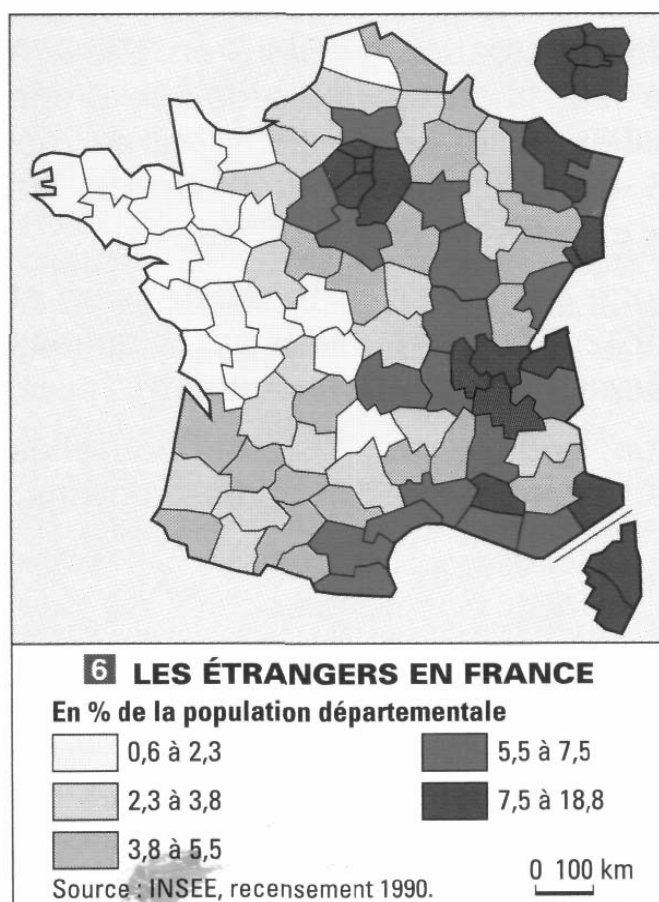 6 LES ÉTRANGERS EN FRANCE
En % de la population départementale
0,6 à 2,3
2,3 à 3,8
3,8 à 5,5
5,5 à 7,5
7,5 à 18,8
Source : INSEE, recensement 1990.
0 100 km